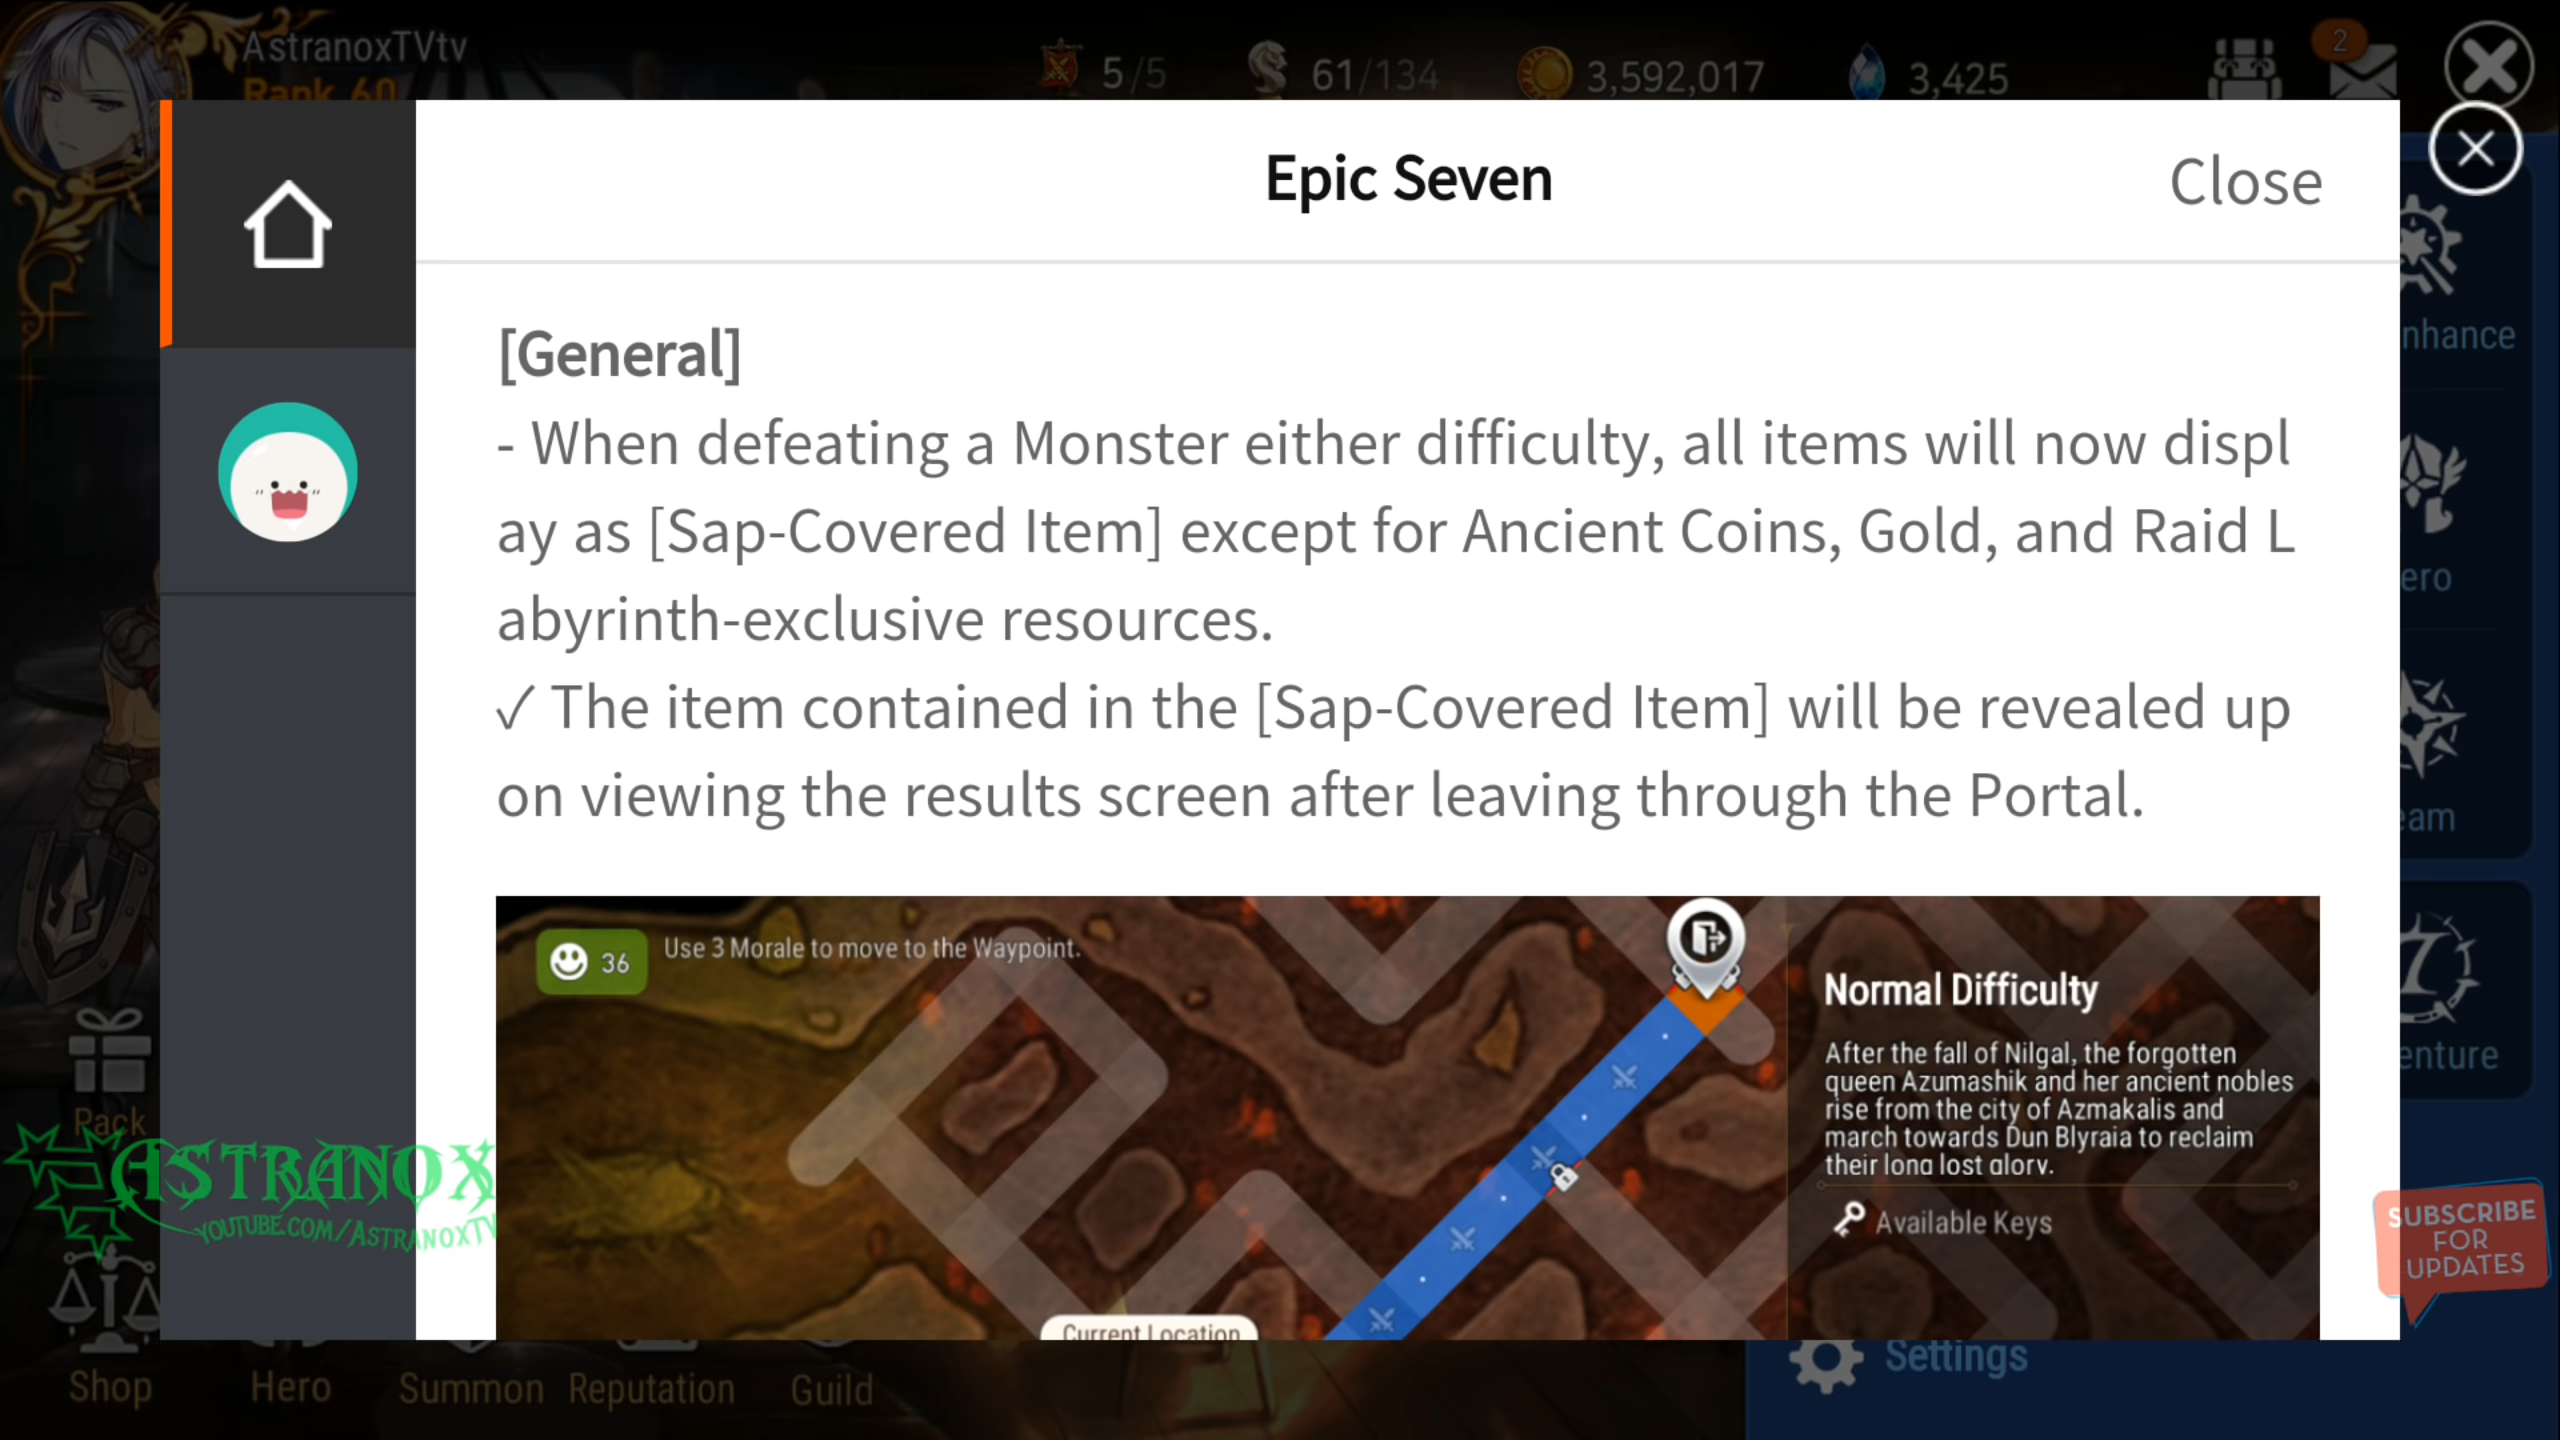 AstranoxTVtv
Rank 60
5/5
61/134
3,592,017
3,425
2
Epic Seven
Close
[General]
- When defeating a Monster either difficulty, all items will now displ
ay as [Sap-Covered Item] except for Ancient Coins, Gold, and Raid L
abyrinth-exclusive resources.
✓ The item contained in the [Sap-Covered Item] will be revealed up
on viewing the results screen after leaving through the Portal.
36
Use 3 Morale to move to the Waypoint.
Normal Difficulty
After the fall of Nilgal, the forgotten
queen Azumashik and her ancient nobles
rise from the city of Azmakalis and
march towards Dun Blyraia to reclaim
their long lost glory.
Available Keys
Current Location
nhance
ero
eam
enture
Pack
ASTRANOX
YOUTUBE.COM/ASTRANOXTV
SUBSCRIBE
FOR
UPDATES
Settings
Shop
Hero
Summon
Reputation
Guild